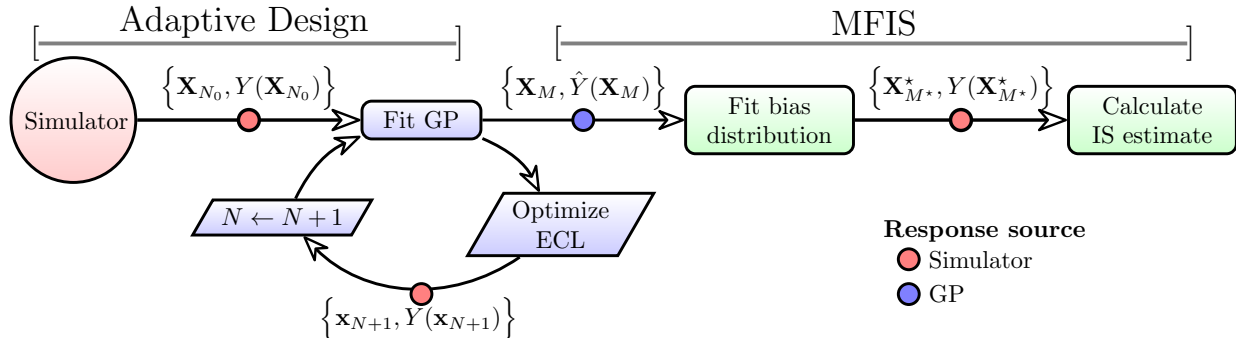 Adaptive Design
MFIS
{X_{N_0}, Y(X_{N_0})}
{X_M, Ŷ(X_M)}
{X^⋆_{M^⋆}, Y(X^⋆_{M^⋆})}
Simulator
Fit GP
Fit bias
distribution
Calculate
IS estimate
N ← N + 1
Optimize
ECL
{x_{N+1}, Y(x_{N+1})}
Response source
Simulator
GP